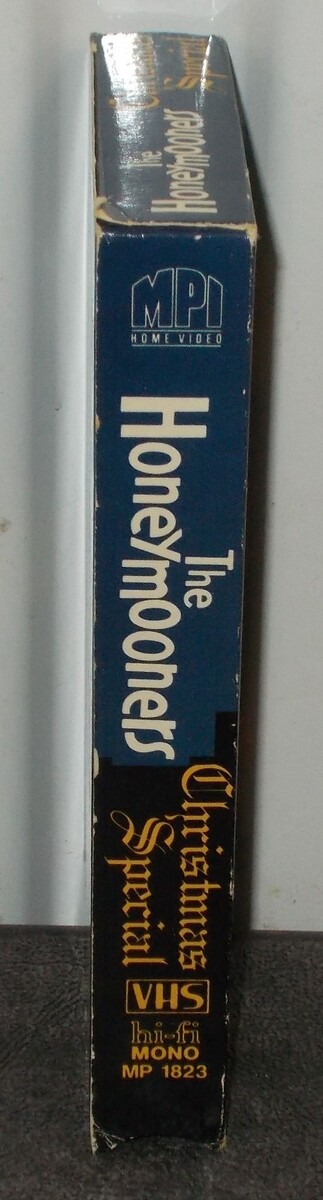 Christmas
Special
The
Honeymooners
MPI
HOME VIDEO
The
Honeymooners
Christmas
Special
VHS
hi-fi
MONO
MP 1823